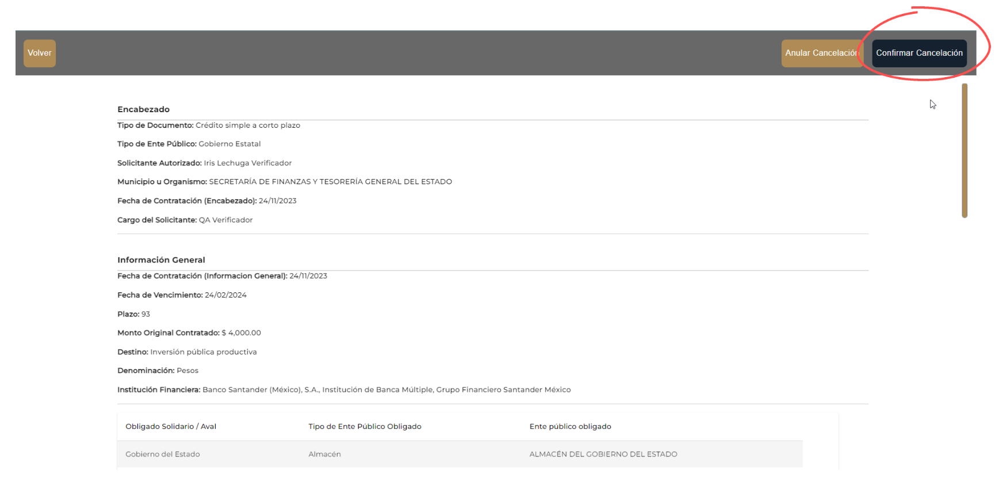 Volver
Anular Cancelación
Confirmar Cancelación
Encabezado
Tipo de Documento: Crédito simple a corto plazo
Tipo de Ente Público: Gobierno Estatal
Solicitante Autorizado: Iris Lechuga Verificador
Municipio u Organismo: SECRETARÍA DE FINANZAS Y TESORERÍA GENERAL DEL ESTADO
Fecha de Contratación (Encabezado): 24/11/2023
Cargo del Solicitante: QA Verificador
Información General
Fecha de Contratación (Informacion General): 24/11/2023
Fecha de Vencimiento: 24/02/2024
Plazo: 93
Monto Original Contratado: $ 4,000.00
Destino: Inversión pública productiva
Denominación: Pesos
Institución Financiera: Banco Santander (México), S.A., Institución de Banca Múltiple, Grupo Financiero Santander México
Obligado Solidario / Aval Tipo de Ente Público Obligado Ente público obligado
Gobierno del Estado Almacén ALMACÉN DEL GOBIERNO DEL ESTADO